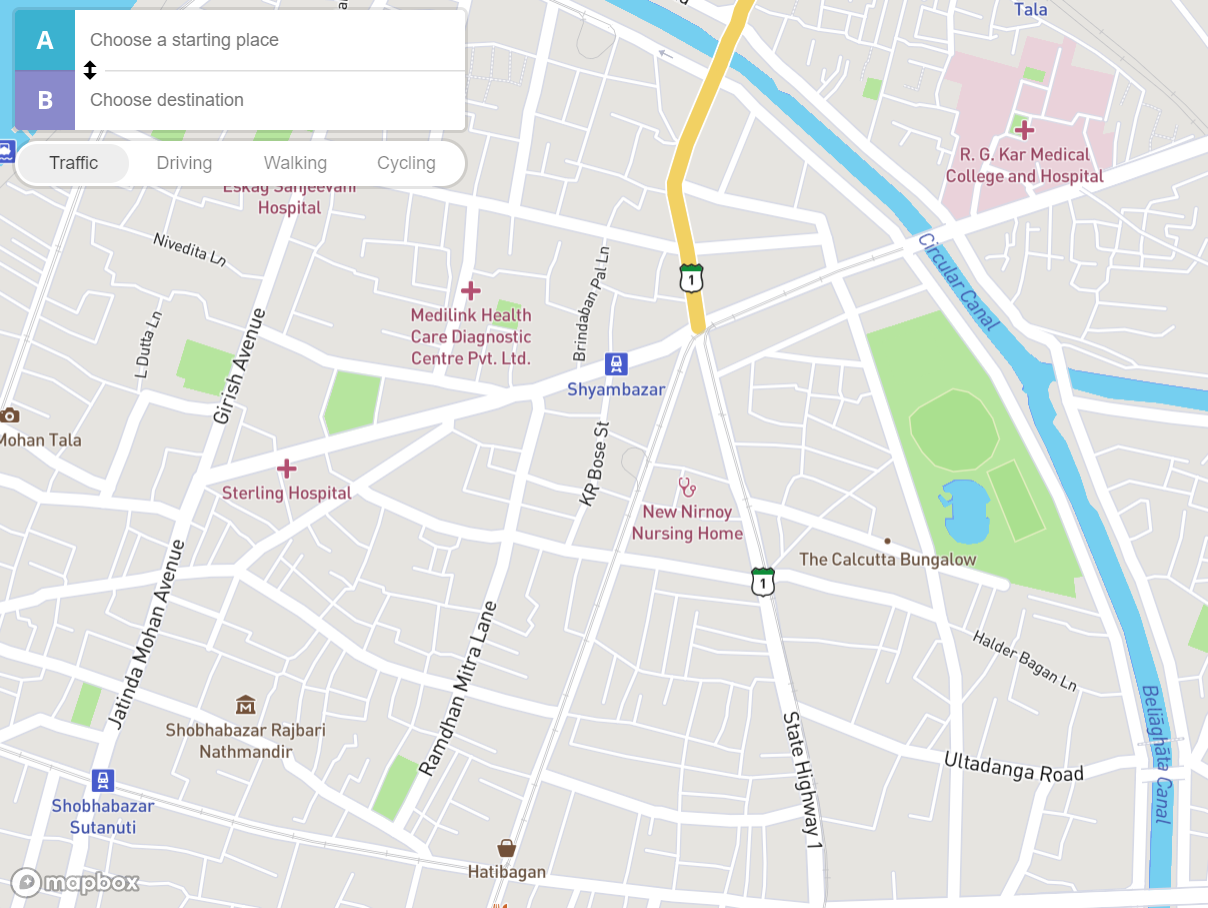 A
Choose a starting place
B
Choose destination
Traffic
Driving
Walking
Cycling
Tala
R. G. Kar Medical
College and Hospital
Eskag Sanjeevani
Hospital
Nivedita Ln
Circular Canal
Brindaban Pal Ln
1
Medilink Health
Care Diagnostic
Centre Pvt. Ltd.
L Dutta Ln
Girish Avenue
Shyambazar
Mohan Tala
KR Bose St
Sterling Hospital
New Nirnoy
Nursing Home
The Calcutta Bungalow
1
Jatinda Mohan Avenue
Ramdhan Mitra Lane
Halder Bagan Ln
Shobhabazar Rajbari
Nathmandir
State Highway 1
Ultadanga Road
Beliāghāta Canal
Shobhabazar
Sutanuti
Hatibagan
mapbox